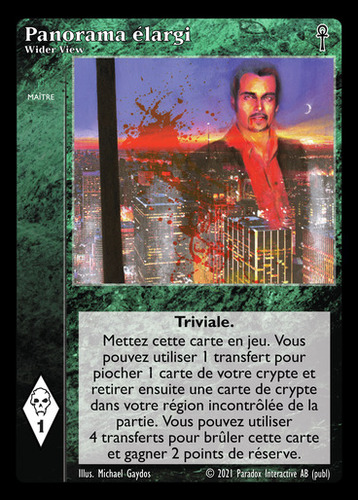 Panorama élargi
Wider View
MAÎTRE
Triviale.
Mettez cette carte en jeu. Vous
pouvez utiliser 1 transfert pour
piocher 1 carte de votre crypte et
retirer ensuite une carte de crypte
dans votre région incontrôlée de la
partie. Vous pouvez utiliser
4 transferts pour brûler cette carte
et gagner 2 points de réserve.
1
Illus. Michael Gaydos
© 2021 Paradox Interactive AB (publ)